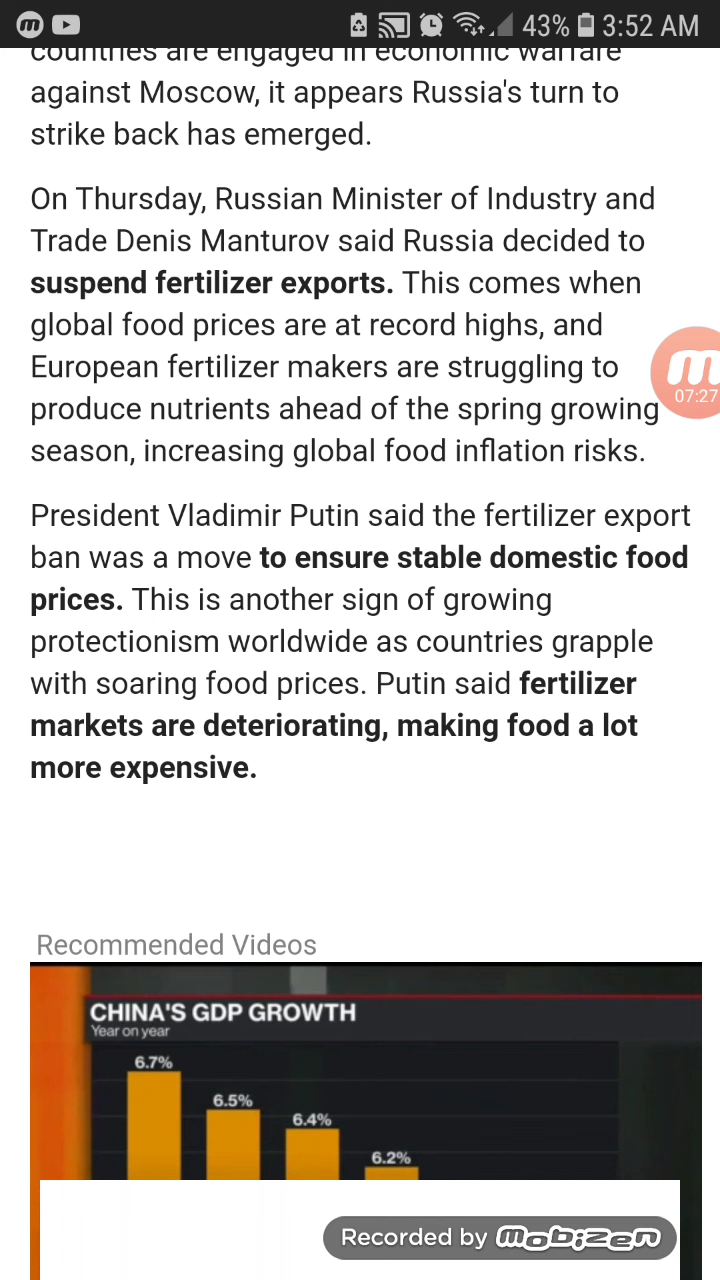 43% 3:52 AM
countries are engaged in economic warfare
against Moscow, it appears Russia's turn to
strike back has emerged.
On Thursday, Russian Minister of Industry and
Trade Denis Manturov said Russia decided to
suspend fertilizer exports. This comes when
global food prices are at record highs, and
European fertilizer makers are struggling to
produce nutrients ahead of the spring growing
season, increasing global food inflation risks.
07:27
President Vladimir Putin said the fertilizer export
ban was a move to ensure stable domestic food
prices. This is another sign of growing
protectionism worldwide as countries grapple
with soaring food prices. Putin said fertilizer
markets are deteriorating, making food a lot
more expensive.
Recommended Videos
CHINA'S GDP GROWTH
Year on year
6.7%
6.5%
6.4%
6.2%
Recorded by mobizen